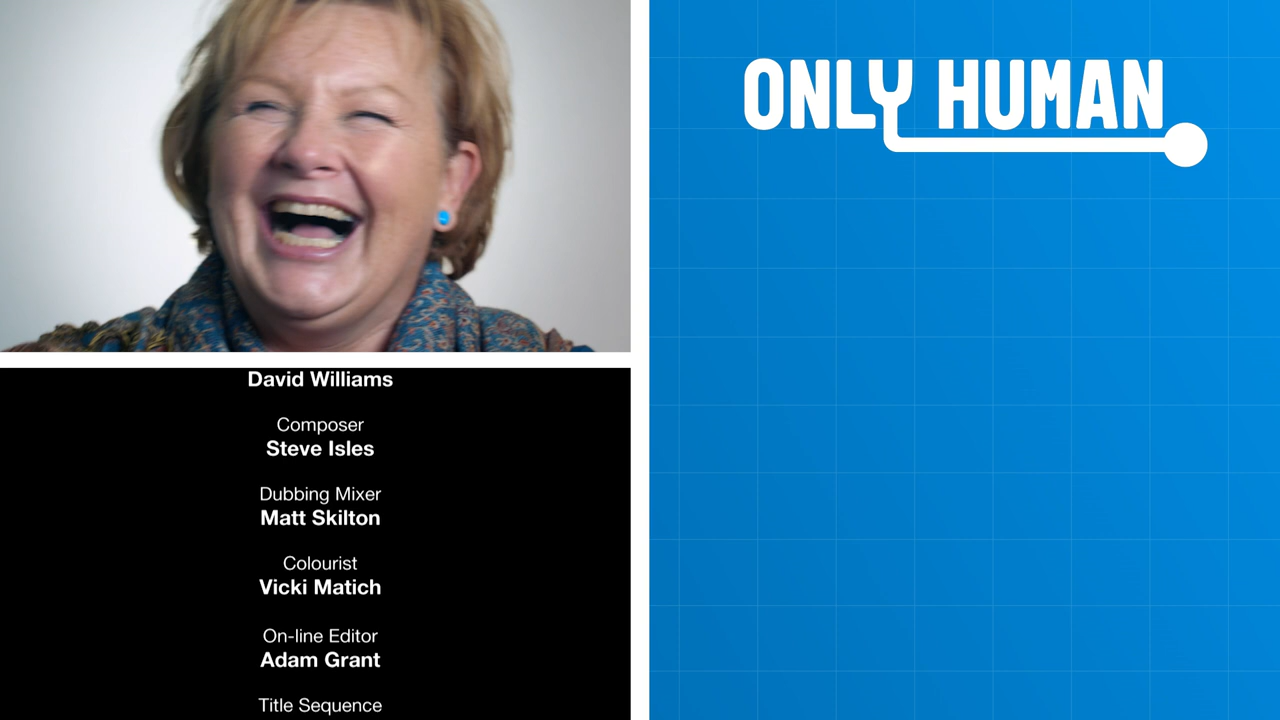 David Williams
Composer
Steve Isles
Dubbing Mixer
Matt Skilton
Colourist
Vicki Matich
On-line Editor
Adam Grant
Title Sequence
ONLY HUMAN